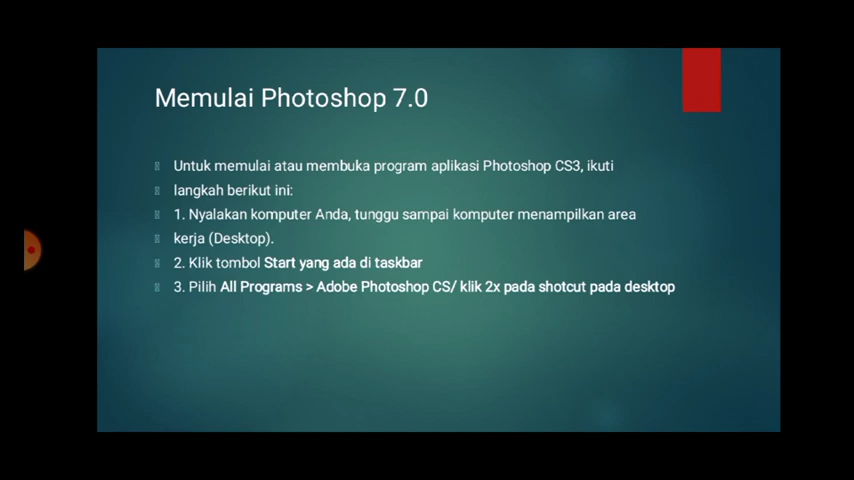 Memulai Photoshop 7.0
Untuk memulai atau membuka program aplikasi Photoshop CS3, ikuti
langkah berikut ini:
1. Nyalakan komputer Anda, tunggu sampai komputer menampilkan area
kerja (Desktop).
2. Klik tombol Start yang ada di taskbar
3. Pilih All Programs > Adobe Photoshop CS/ klik 2x pada shotcut pada desktop